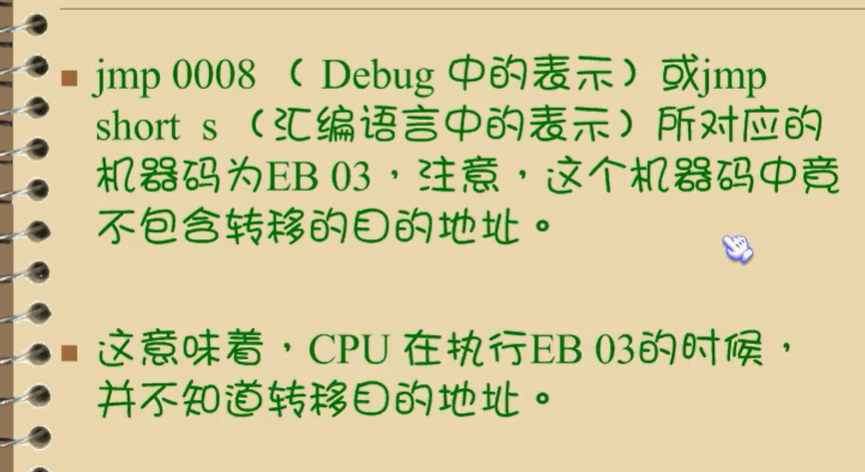 jmp 0008 （ Debug 中的表示）或jmp
short s （汇编语言中的表示）所对应的
机器码为EB 03，注意，这个机器码中竟
不包含转移的目的地址。
这意味着，CPU 在执行EB 03的时候，
并不知道转移目的地址。